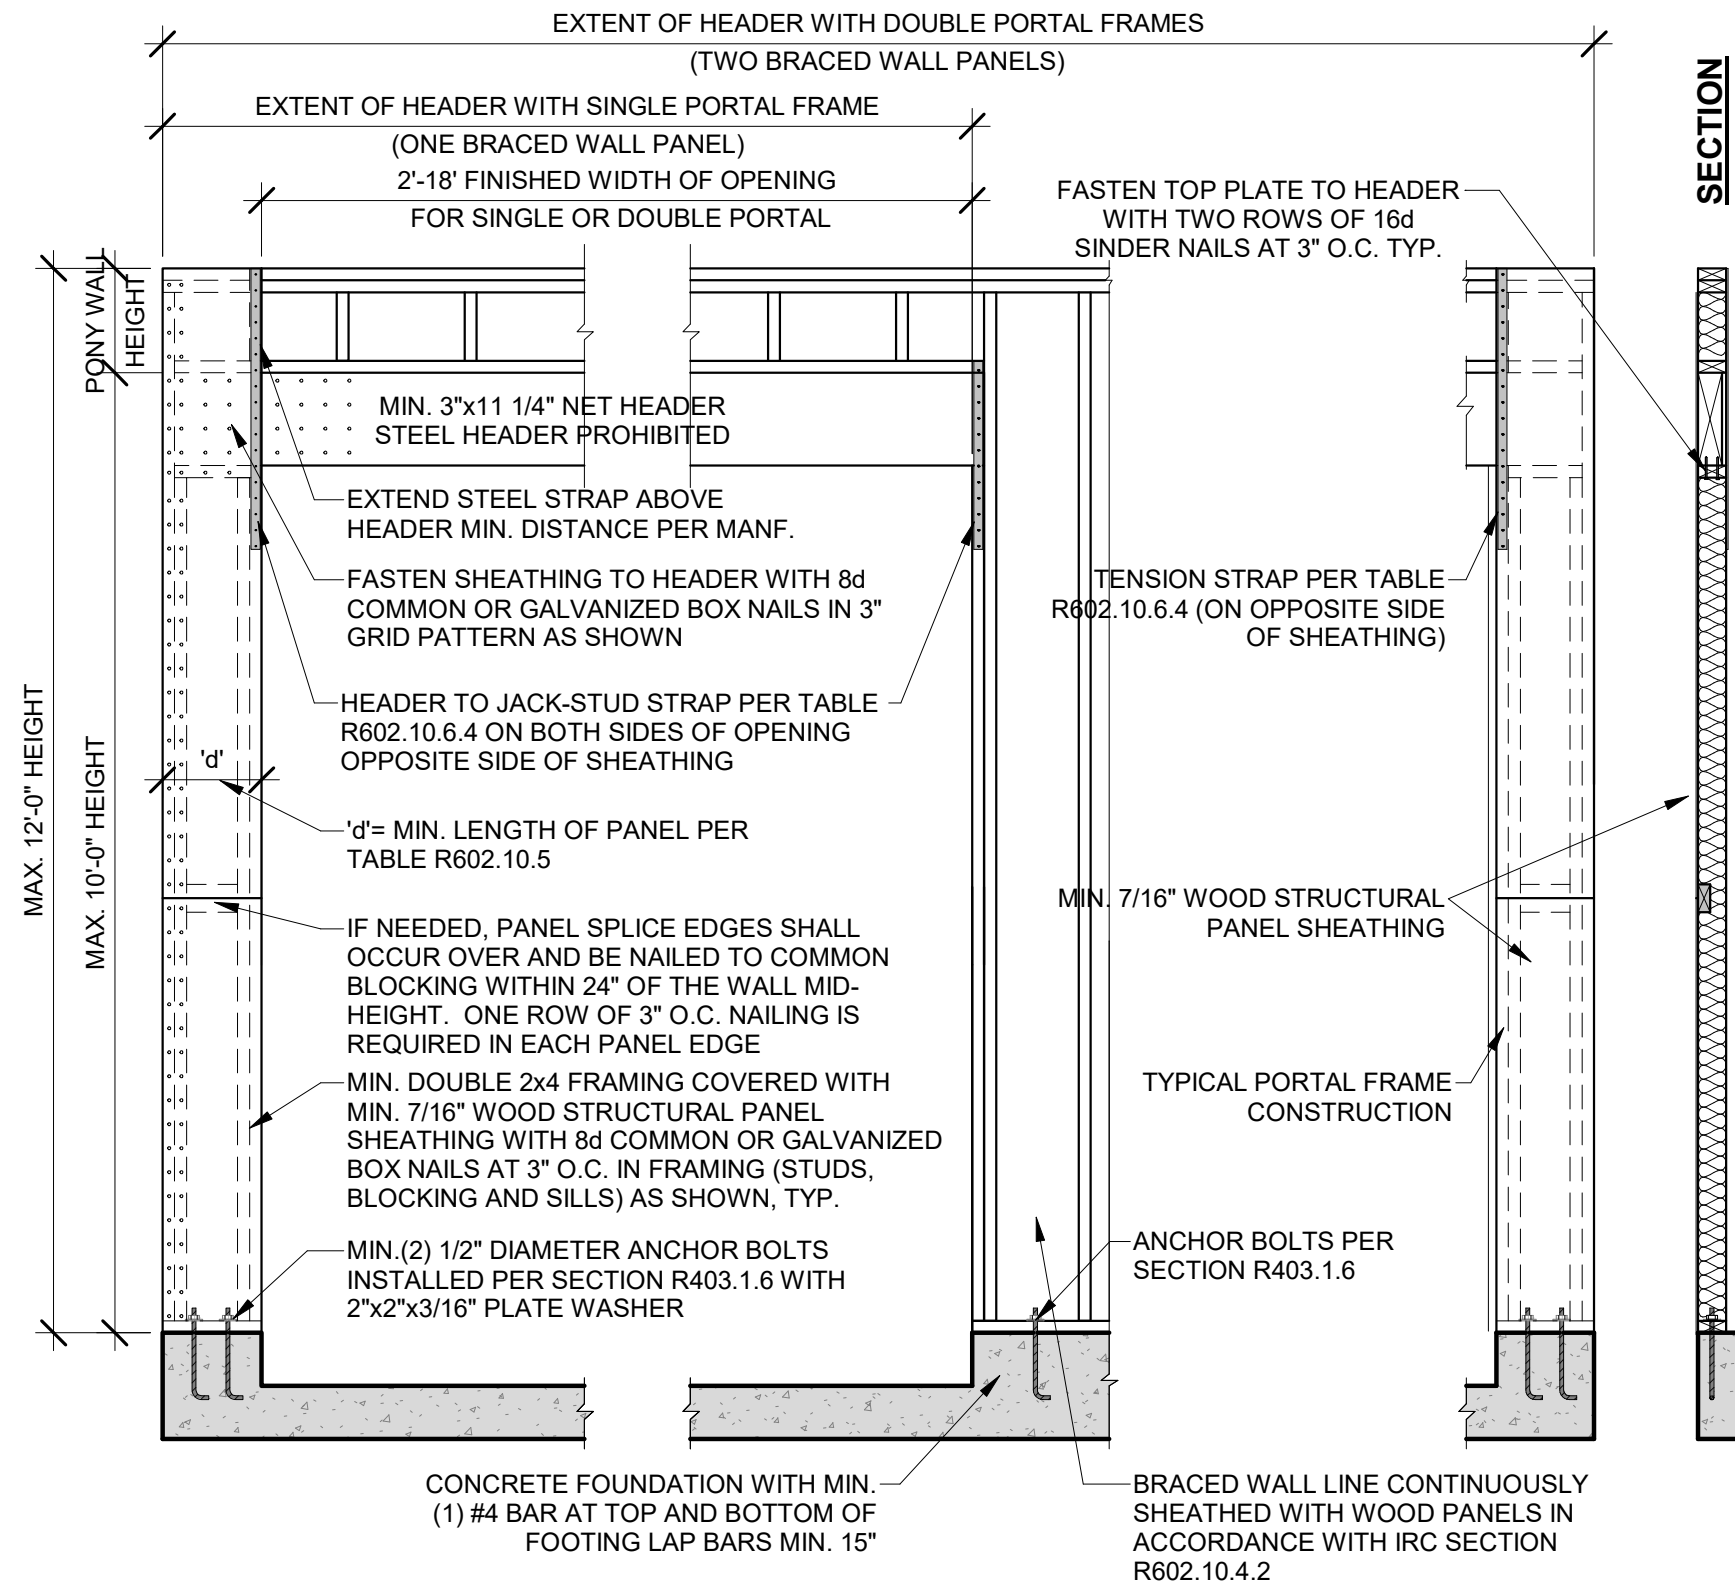 EXTENT OF HEADER WITH DOUBLE PORTAL FRAMES
(TWO BRACED WALL PANELS)
EXTENT OF HEADER WITH SINGLE PORTAL FRAME
(ONE BRACED WALL PANEL)
2'-18' FINISHED WIDTH OF OPENING
FOR SINGLE OR DOUBLE PORTAL
SECTION
FASTEN TOP PLATE TO HEADER
WITH TWO ROWS OF 16d
SINDER NAILS AT 3" O.C. TYP.
PONY WALL
HEIGHT
MIN. 3"x11 1/4" NET HEADER
STEEL HEADER PROHIBITED
EXTEND STEEL STRAP ABOVE
HEADER MIN. DISTANCE PER MANF.
FASTEN SHEATHING TO HEADER WITH 8d
COMMON OR GALVANIZED BOX NAILS IN 3"
GRID PATTERN AS SHOWN
TENSION STRAP PER TABLE
R602.10.6.4 (ON OPPOSITE SIDE
OF SHEATHING)
HEADER TO JACK-STUD STRAP PER TABLE
R602.10.6.4 ON BOTH SIDES OF OPENING
OPPOSITE SIDE OF SHEATHING
MAX. 12'-0" HEIGHT
MAX. 10'-0" HEIGHT
'd'
'd'= MIN. LENGTH OF PANEL PER
TABLE R602.10.5
MIN. 7/16" WOOD STRUCTURAL
PANEL SHEATHING
IF NEEDED, PANEL SPLICE EDGES SHALL
OCCUR OVER AND BE NAILED TO COMMON
BLOCKING WITHIN 24" OF THE WALL MID-
HEIGHT. ONE ROW OF 3" O.C. NAILING IS
REQUIRED IN EACH PANEL EDGE
MIN. DOUBLE 2x4 FRAMING COVERED WITH
MIN. 7/16" WOOD STRUCTURAL PANEL
SHEATHING WITH 8d COMMON OR GALVANIZED
BOX NAILS AT 3" O.C. IN FRAMING (STUDS,
BLOCKING AND SILLS) AS SHOWN, TYP.
TYPICAL PORTAL FRAME
CONSTRUCTION
MIN.(2) 1/2" DIAMETER ANCHOR BOLTS
INSTALLED PER SECTION R403.1.6 WITH
2"x2"x3/16" PLATE WASHER
ANCHOR BOLTS PER
SECTION R403.1.6
CONCRETE FOUNDATION WITH MIN.
(1) #4 BAR AT TOP AND BOTTOM OF
FOOTING LAP BARS MIN. 15"
BRACED WALL LINE CONTINUOUSLY
SHEATHED WITH WOOD PANELS IN
ACCORDANCE WITH IRC SECTION
R602.10.4.2